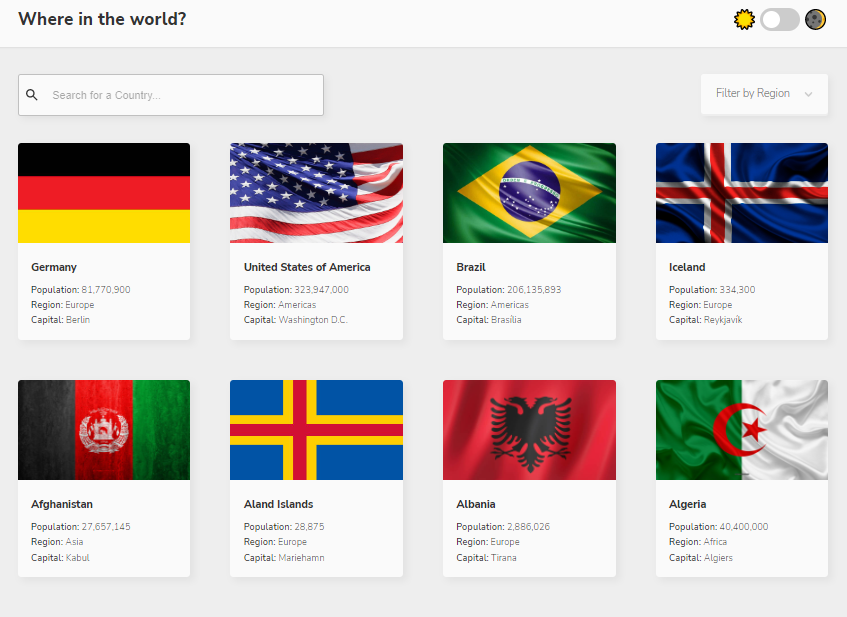 Where in the world?
Search for a Country...
Filter by Region
Germany
Population: 81,770,900
Region: Europe
Capital: Berlin
United States of America
Population: 323,947,000
Region: Americas
Capital: Washington D.C.
Brazil
Population: 206,135,893
Region: Americas
Capital: Brasília
Iceland
Population: 334,300
Region: Europe
Capital: Reykjavík
Afghanistan
Population: 27,657,145
Region: Asia
Capital: Kabul
Aland Islands
Population: 28,875
Region: Europe
Capital: Mariehamn
Albania
Population: 2,886,026
Region: Europe
Capital: Tirana
Algeria
Population: 40,400,000
Region: Africa
Capital: Algiers